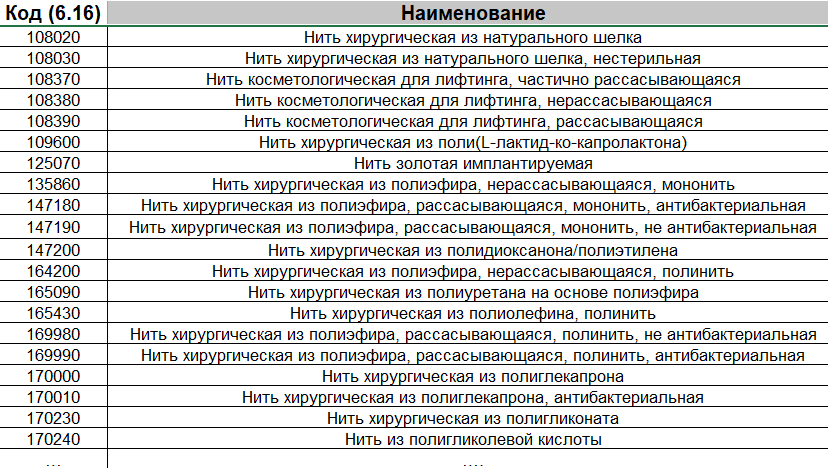 Код (6.16) Наименование
108020 Нить хирургическая из натурального шелка
108030 Нить хирургическая из натурального шелка, нестерильная
108370 Нить косметологическая для лифтинга, частично рассасывающаяся
108380 Нить косметологическая для лифтинга, нерассасывающаяся
108390 Нить косметологическая для лифтинга, рассасывающаяся
109600 Нить хирургическая из поли(L-лактид-ко-капролактона)
125070 Нить золотая имплантируемая
135860 Нить хирургическая из полиэфира, нерассасывающаяся, мононить
147180 Нить хирургическая из полиэфира, рассасывающаяся, мононить, антибактериальная
147190 Нить хирургическая из полиэфира, рассасывающаяся, мононить, не антибактериальная
147200 Нить хирургическая из полидиоксанона/полиэтилена
164200 Нить хирургическая из полиэфира, нерассасывающаяся, полинить
165090 Нить хирургическая из полиуретана на основе полиэфира
165430 Нить хирургическая из полиолефина, полинить
169980 Нить хирургическая из полиэфира, рассасывающаяся, полинить, не антибактериальная
169990 Нить хирургическая из полиэфира, рассасывающаяся, полинить, антибактериальная
170000 Нить хирургическая из полиглекапрона
170010 Нить хирургическая из полиглекапрона, антибактериальная
170230 Нить хирургическая из полигликоната
170240 Нить из полигликолевой кислоты
... ....